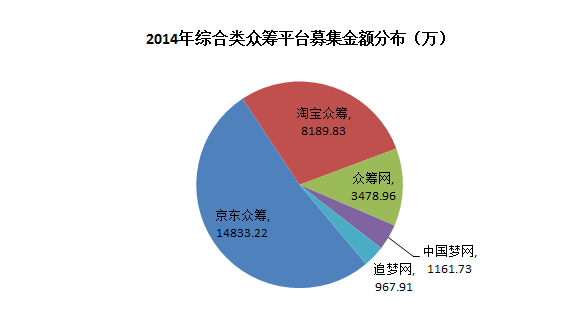 2014年综合类众筹平台募集金额分布（万）
淘宝众筹,
8189.83
众筹网,
3478.96
京东众筹,
14833.22
中国梦网,
1161.73
追梦网,
967.91